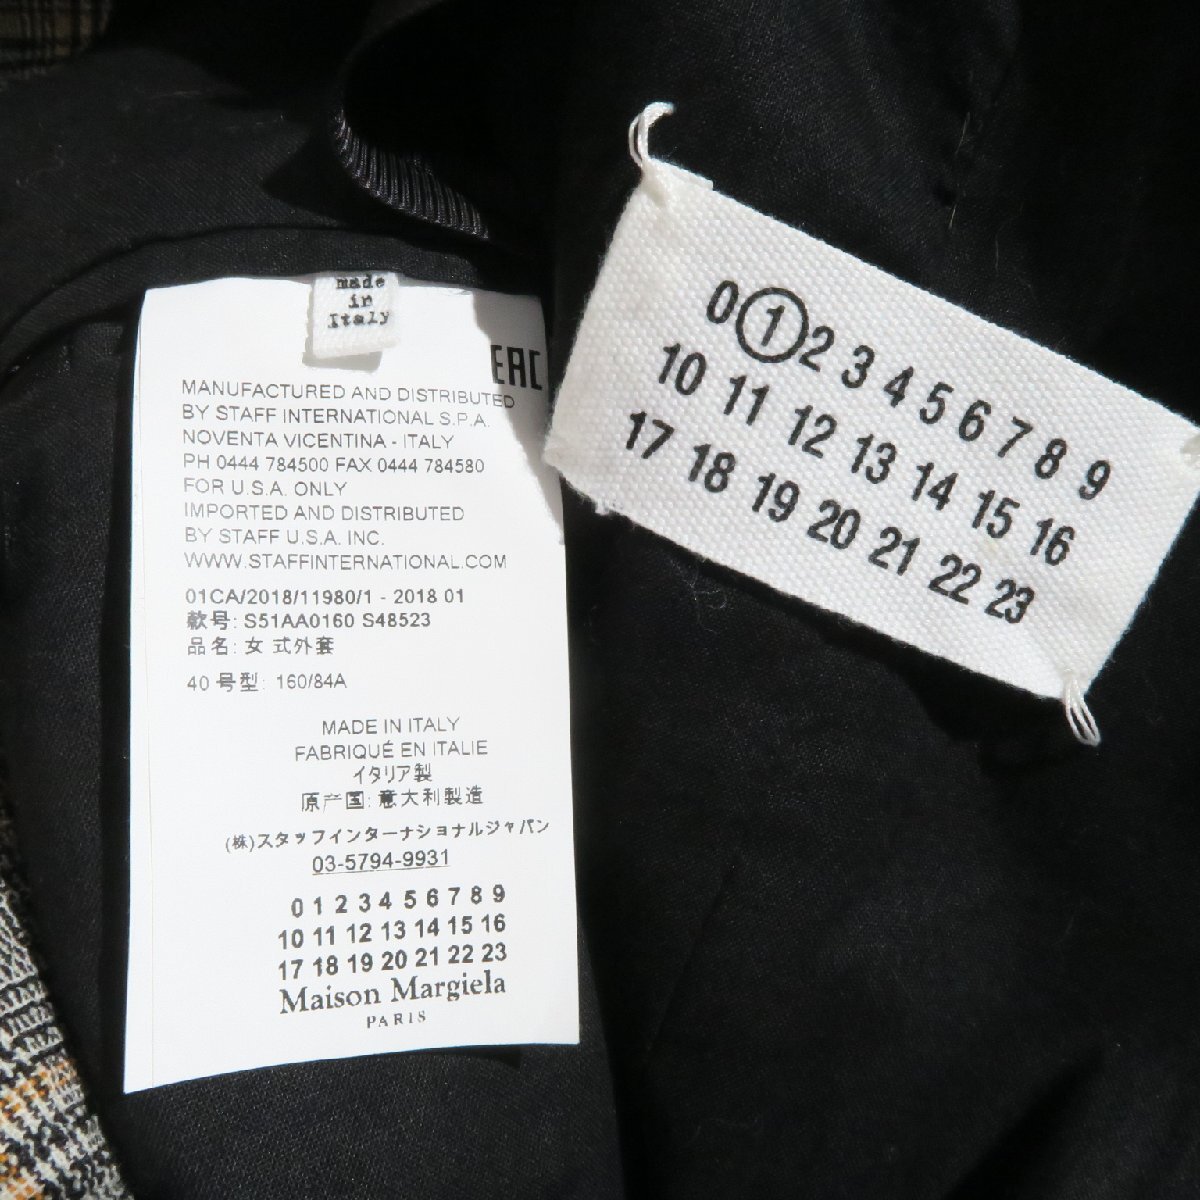 made
in
Italy
EAC
MANUFACTURED AND DISTRIBUTED
BY STAFF INTERNATIONAL S.P.A.
NOVENTA VICENTINA - ITALY
PH 0444 784500 FAX 0444 784580
FOR U.S.A. ONLY
IMPORTED AND DISTRIBUTED
BY STAFF U.S.A. INC.
WWW.STAFFINTERNATIONAL.COM
01CA/2018/11980/1 - 2018 01
款号: S51AA0160 S48523
品名: 女 式外套
40 号型: 160/84A
MADE IN ITALY
FABRIQUÉ EN ITALIE
イタリア製
原产国: 意大利製造
(株)スタッフインターナショナルジャパン
03-5794-9931
0 1 2 3 4 5 6 7 8 9
10 11 12 13 14 15 16
17 18 19 20 21 22 23
Maison Margiela
PARIS
0 1 2 3 4 5 6 7 8 9
10 11 12 13 14 15 16
17 18 19 20 21 22 23